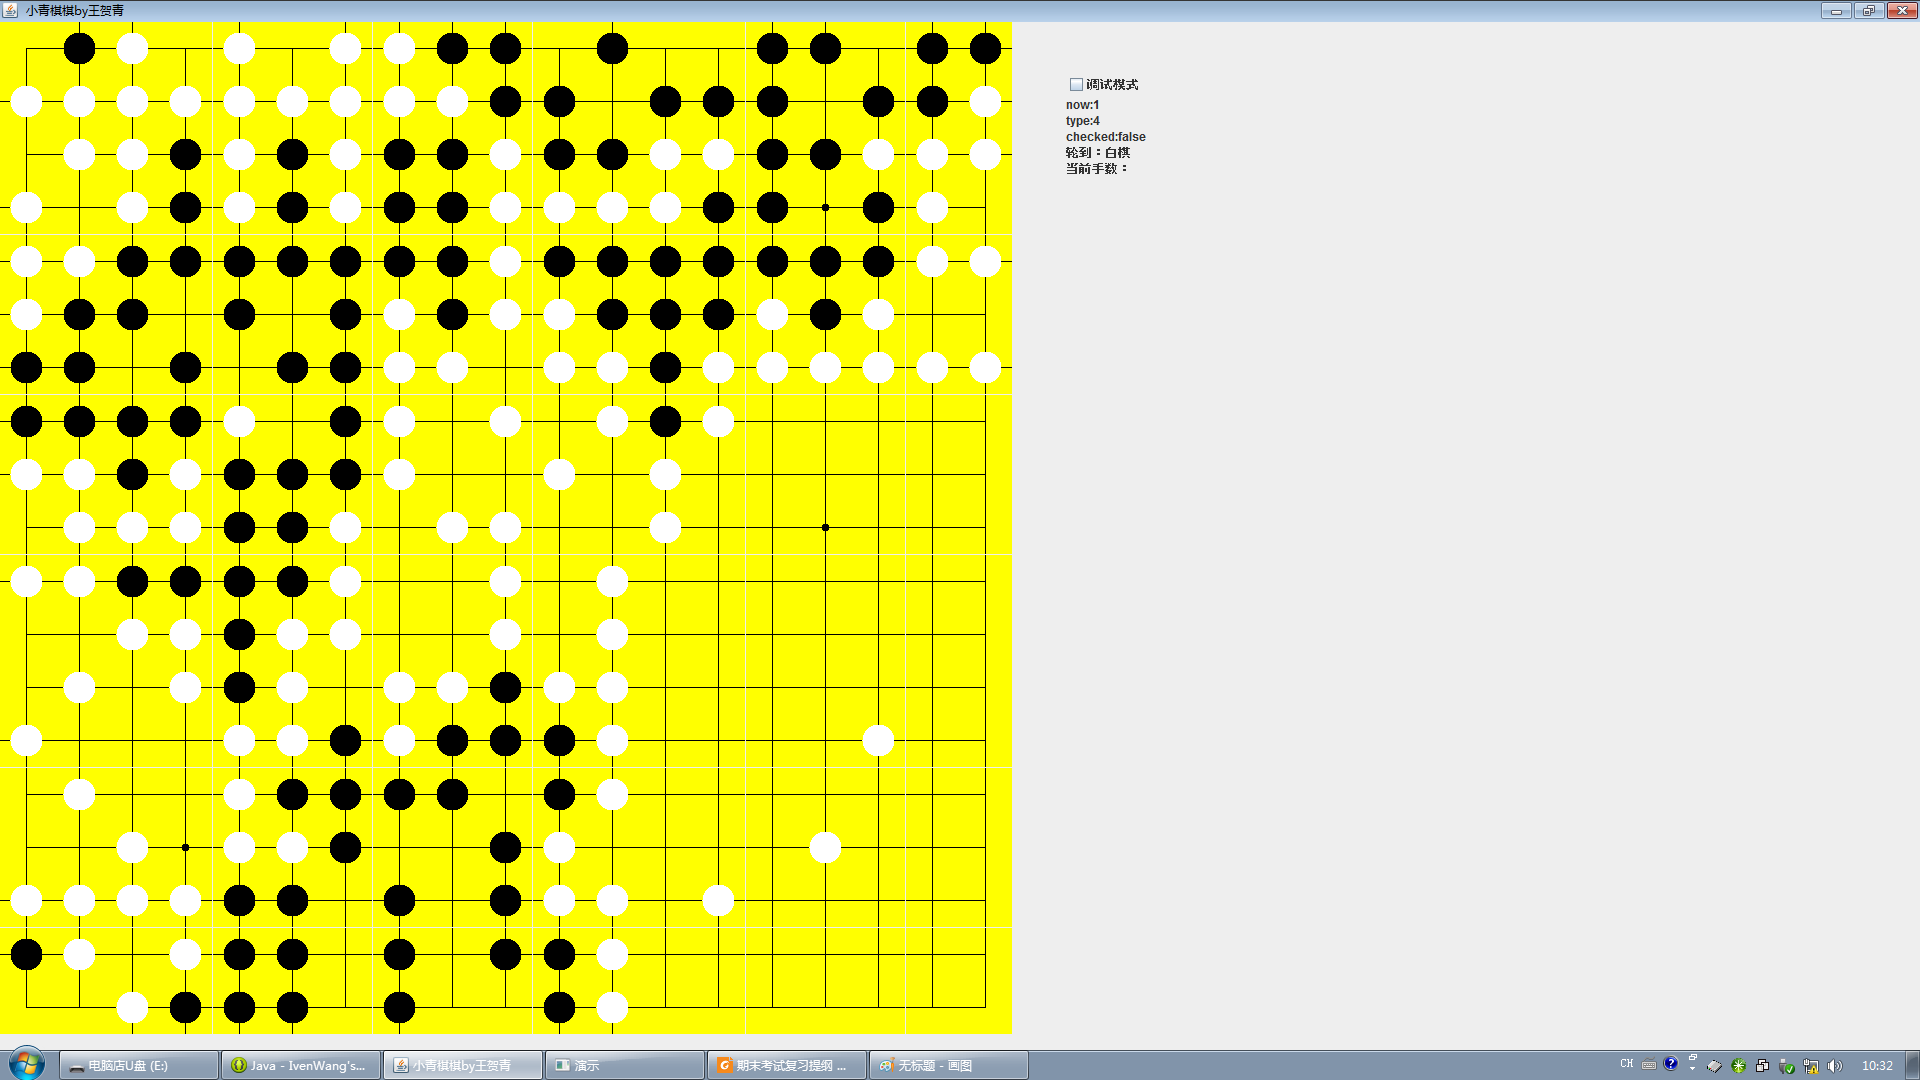 小青棋棋by王贺青
调试模式
now:1
type:4
checked:false
轮到：白棋
当前手数：
电脑店U盘 (E:)
Java - IvenWang's...
小青棋棋by王贺青
演示
期末考试复习提纲 ...
无标题 - 画图
CH
10:32